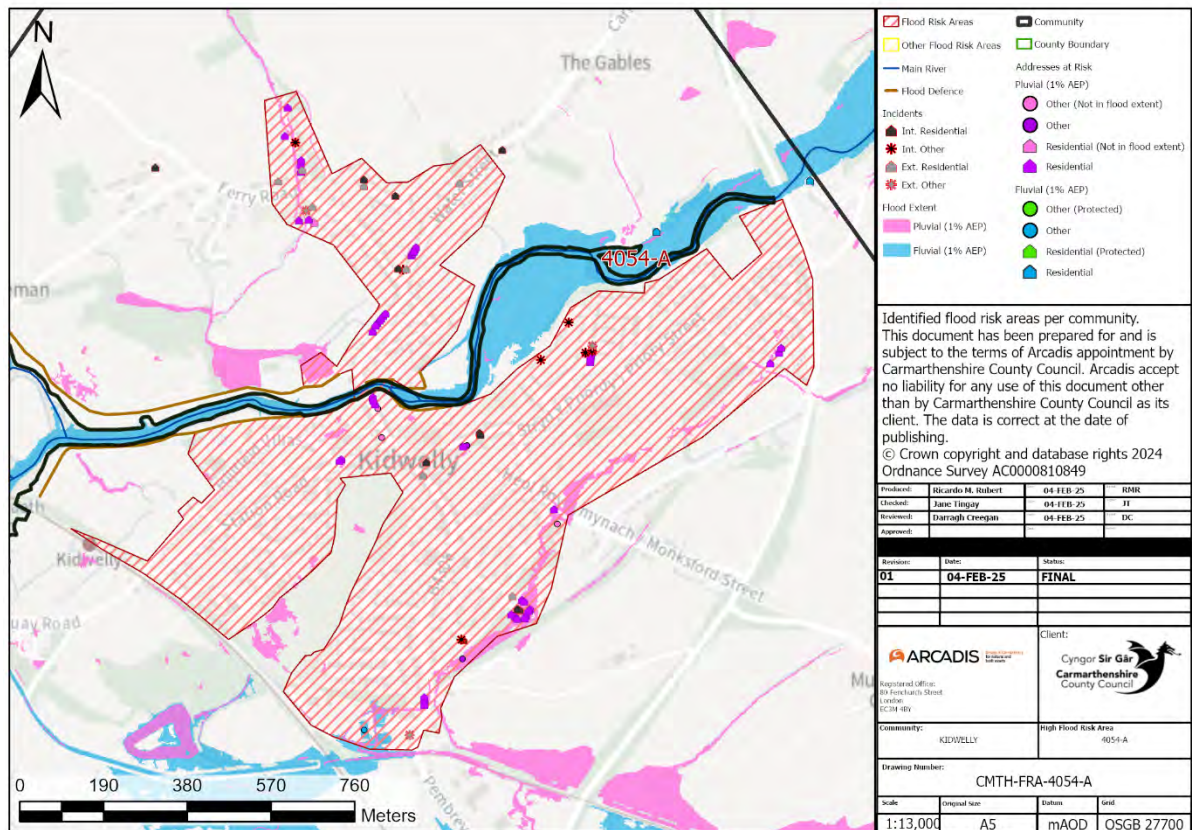 N
The Gables
Ferry Road
Water Street
4054-A
Stryd y Priordy - Priory Street
Kidwelly
Station Road
Kidwelly
Monksford Street
Quay Road
0 190 380 570 760
Meters
Flood Risk Areas
Other Flood Risk Areas
Main River
Flood Defence
Incidents
Int. Residential
Int. Other
Ext. Residential
Ext. Other
Flood Extent
Pluvial (1% AEP)
Fluvial (1% AEP)
Community
County Boundary
Addresses at Risk
Pluvial (1% AEP)
Other (Not in flood extent)
Other
Residential (Not in flood extent)
Residential
Fluvial (1% AEP)
Other (Protected)
Other
Residential (Protected)
Residential
Identified flood risk areas per community.
This document has been prepared for and is
subject to the terms of Arcadis appointment by
Carmarthenshire County Council. Arcadis accept
no liability for any use of this document other
than by Carmarthenshire County Council as its
client. The data is correct at the date of
publishing.
© Crown copyright and database rights 2024
Ordnance Survey AC0000810849
Produced: Ricardo M. Rubert 04-FEB-25 RMR
Checked: Jane Tingay 04-FEB-25 JT
Reviewed: Darragh Creegan 04-FEB-25 DC
Approved:
Revision: Date: Status:
01 04-FEB-25 FINAL
ARCADIS
Registered Office:
80 Fenchurch Street
London
EC3M 4BY
Client:
Cyngor Sir Gâr
Carmarthenshire
County Council
Community:
KIDWELLY
High Flood Risk Area
4054-A
Drawing Number:
CMTH-FRA-4054-A
Scale Original Size Datum Grid
1:13,000 A5 mAOD OSGB 27700